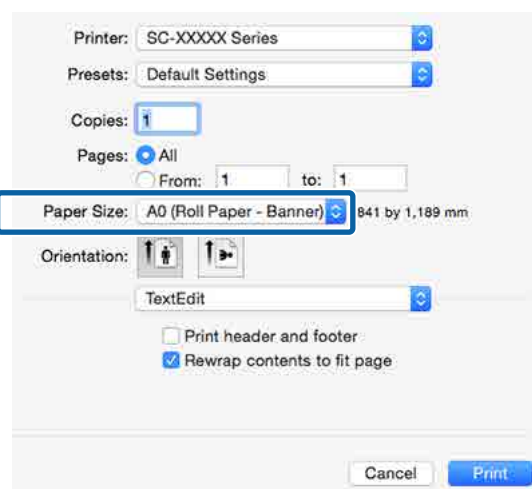 Printer: SC-XXXXX Series
Presets: Default Settings
Copies: 1
Pages: All
From: 1 to: 1
Paper Size: A0 (Roll Paper - Banner) 841 by 1,189 mm
Orientation:
TextEdit
Print header and footer
Rewrap contents to fit page
Cancel Print